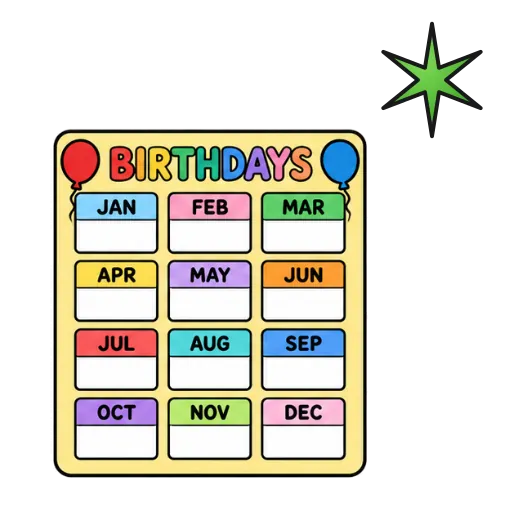 BIRTHDAYS
JAN FEB MAR
APR MAY JUN
JUL AUG SEP
OCT NOV DEC